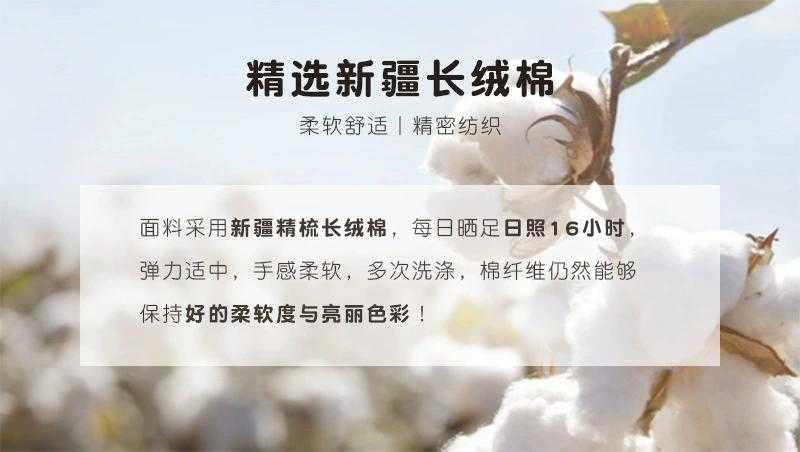 精选新疆长绒棉
柔软舒适｜精密纺织
面料采用新疆精梳长绒棉，每日晒足日照16小时，
弹力适中，手感柔软，多次洗涤，棉纤维仍然能够
保持好的柔软度与亮丽色彩！